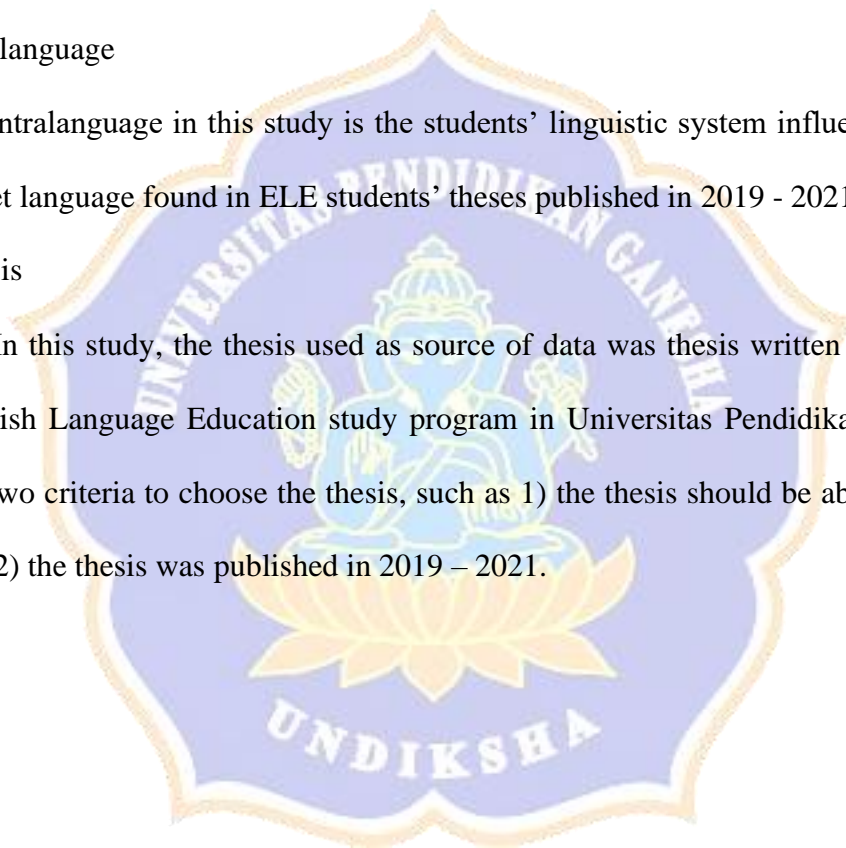 language
ntralanguage in this study is the students’ linguistic system influe
et language found in ELE students’ theses published in 2019 - 2021
is
In this study, the thesis used as source of data was thesis written
ish Language Education study program in Universitas Pendidika
wo criteria to choose the thesis, such as 1) the thesis should be ab
2) the thesis was published in 2019 – 2021.
UNIVERSITAS PENDIDIKAN GANESHA
UNDIKSHA